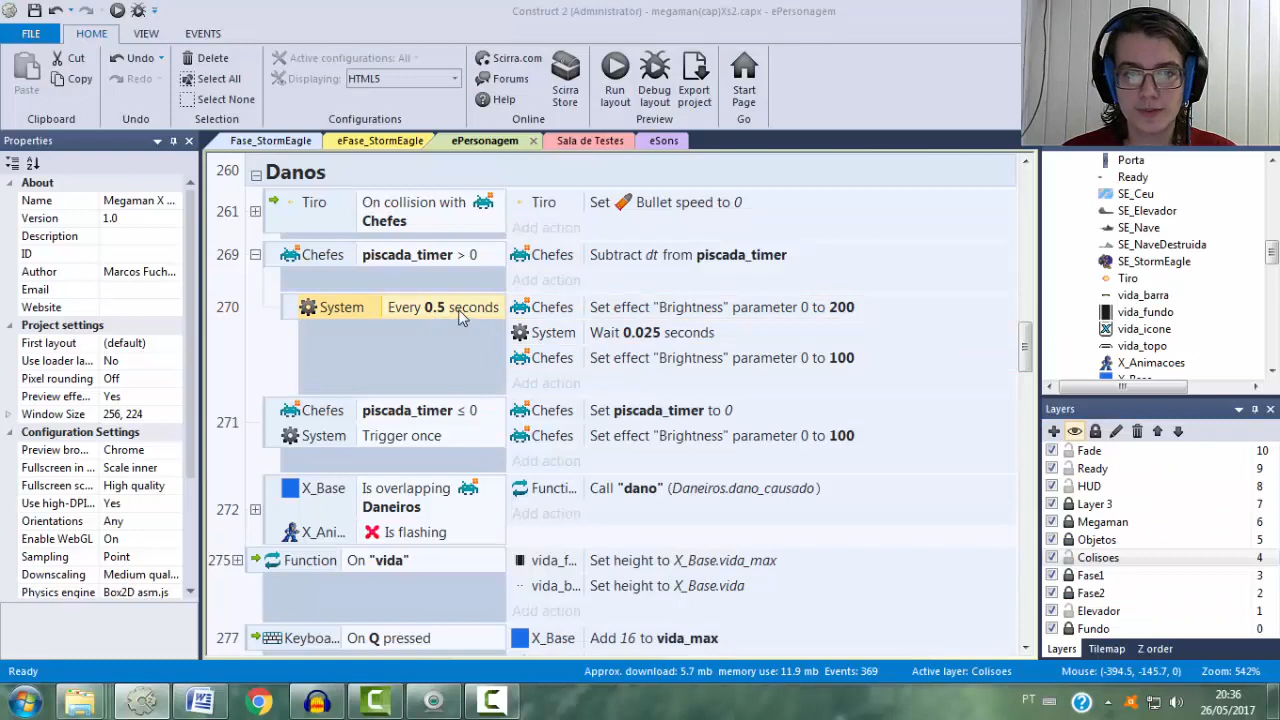 Construct 2 (Administrator) - megaman(cap)Xs2.capx - ePersonagem
FILE HOME VIEW EVENTS
Paste Cut Copy
Clipboard
Undo Redo
Undo
Delete
Select All
Select None
Selection
Active configurations: All
Displaying: HTML5
Configurations
Scirra.com
Forums
Help
Scirra Store
Online
Run layout
Debug layout
Export project
Preview
Start Page
Go
Properties
About
Name Megaman X ...
Version 1.0
Description
ID
Author Marcos Fuch...
Email
Website
Project settings
First layout (default)
Use loader la... No
Pixel rounding Off
Preview effe... Yes
Window Size 256, 224
Configuration Settings
Preview bro... Chrome
Fullscreen in ... Scale inner
Fullscreen sc... High quality
Use high-DPI... Yes
Orientations Any
Enable WebGL On
Sampling Point
Downscaling Medium qual...
Physics engine Box2D asm.js
Fase_StormEagle eFase_StormEagle ePersonagem Sala de Testes eSons
260 Danos
261 Tiro On collision with Chefes Tiro Set Bullet speed to 0
Add action
269 Chefes piscada_timer > 0 Chefes Subtract dt from piscada_timer
Add action
270 System Every 0.5 seconds Chefes Set effect "Brightness" parameter 0 to 200
System Wait 0.025 seconds
Chefes Set effect "Brightness" parameter 0 to 100
Add action
271 Chefes piscada_timer ≤ 0 Chefes Set piscada_timer to 0
System Trigger once Chefes Set effect "Brightness" parameter 0 to 100
Add action
272 X_Base Is overlapping Daneiros Functi... Call "dano" (Daneiros.dano_causado)
Add action
X_Ani... Is flashing
275 Function On "vida" vida_f... Set height to X_Base.vida_max
vida_b... Set height to X_Base.vida
Add action
277 Keyboa... On Q pressed X_Base Add 16 to vida_max
Porta
Ready
SE_Ceu
SE_Elevador
SE_Nave
SE_NaveDestruida
SE_StormEagle
Tiro
vida_barra
vida_fundo
vida_icone
vida_topo
X_Animacoes
X_Base
Layers
Fade 10
Ready 9
HUD 8
Layer 3 7
Megaman 6
Objetos 5
Colisoes 4
Fase1 3
Fase2 2
Elevador 1
Fundo 0
Layers Tilemap Z order
Ready Approx. download: 5.7 mb memory use: 11.9 mb Events: 369 Active layer: Colisoes Mouse: (-394.5, -145.7, 0) Zoom: 542%
PT 20:36
26/05/2017